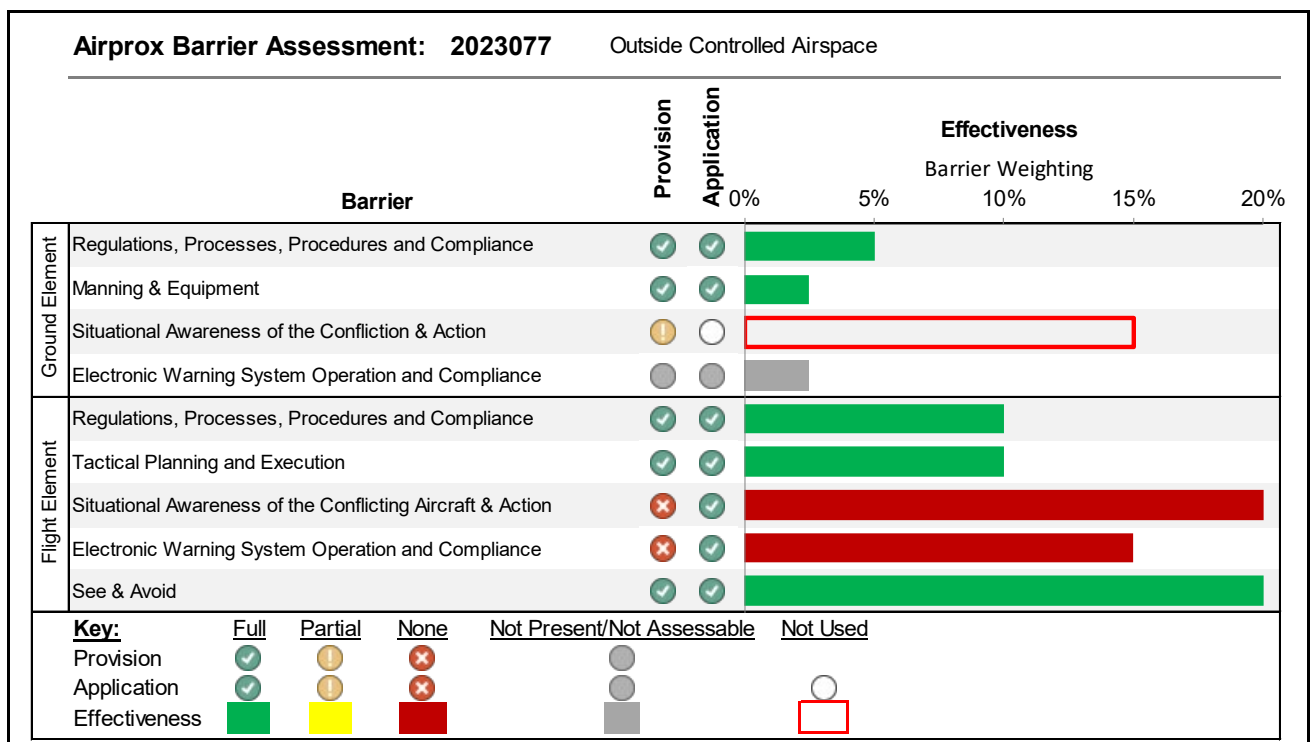 Airprox Barrier Assessment: 2023077 Outside Controlled Airspace
Provision
Application
Effectiveness
Barrier Weighting
Barrier
0% 5% 10% 15% 20%
Ground Element
Regulations, Processes, Procedures and Compliance
Manning & Equipment
Situational Awareness of the Confliction & Action
Electronic Warning System Operation and Compliance
Flight Element
Regulations, Processes, Procedures and Compliance
Tactical Planning and Execution
Situational Awareness of the Conflicting Aircraft & Action
Electronic Warning System Operation and Compliance
See & Avoid
Key: Full Partial None Not Present/Not Assessable Not Used
Provision
Application
Effectiveness